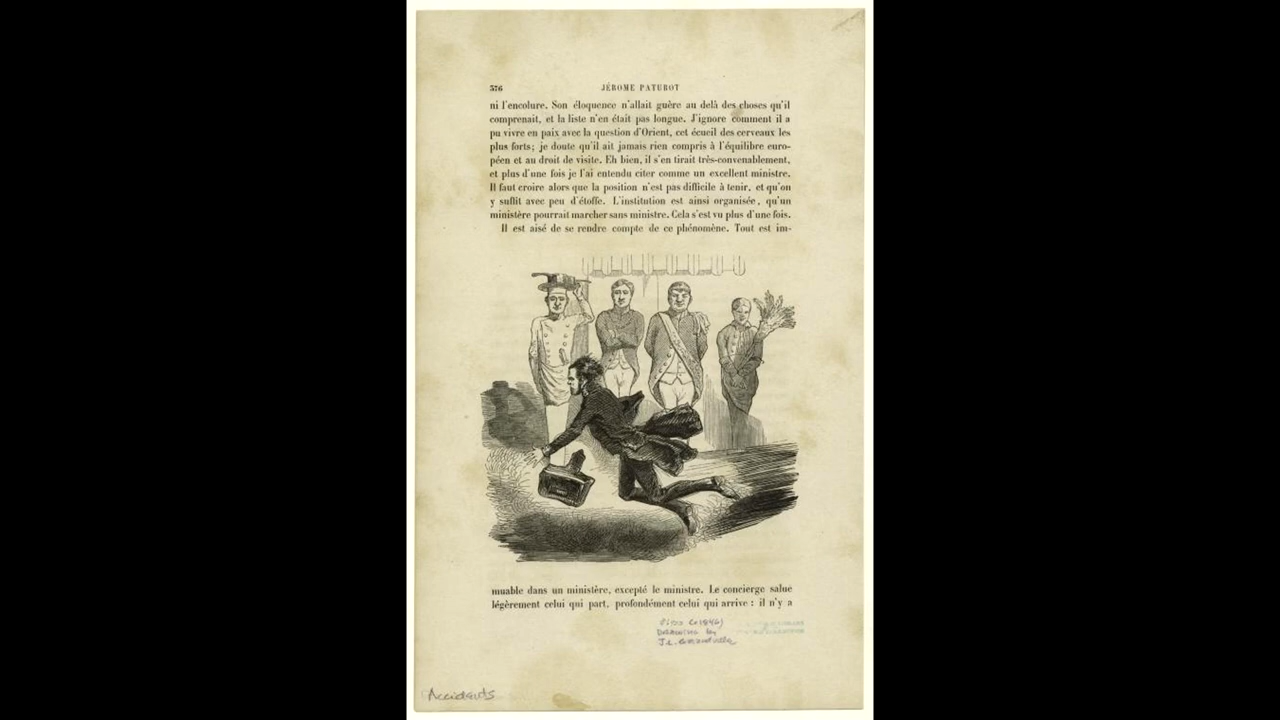 376
JÉROME PATUROT
ni l'encolure. Son éloquence n'allait guère au delà des choses qu'il
comprenait, et la liste n'en était pas longue. J'ignore comment il a
pu vivre en paix avec la question d'Orient, cet écueil des cerveaux les
plus forts; je doute qu'il ait jamais rien compris à l'équilibre euro-
péen et au droit de visite. Eh bien, il s'en tirait très-convenablement,
et plus d'une fois je l'ai entendu citer comme un excellent ministre.
Il faut croire alors que la position n'est pas difficile à tenir, et qu'on
y suffit avec peu d'étoffe. L'institution est ainsi organisée, qu'un
ministère pourrait marcher sans ministre. Cela s'est vu plus d'une fois.
Il est aisé de se rendre compte de ce phénomène. Tout est im-
muable dans un ministère, excepté le ministre. Le concierge salue
légèrement celui qui part, profondément celui qui arrive : il n'y a
(1846)
DRAWING by
J.L. Grandville
Accidents